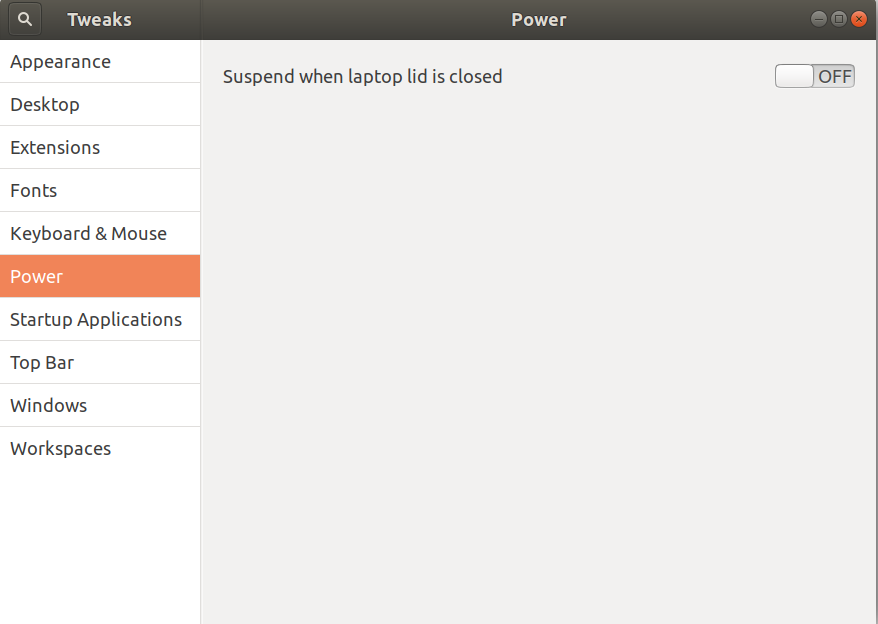 Tweaks
Power
Appearance
Desktop
Extensions
Fonts
Keyboard & Mouse
Power
Startup Applications
Top Bar
Windows
Workspaces
Suspend when laptop lid is closed
OFF